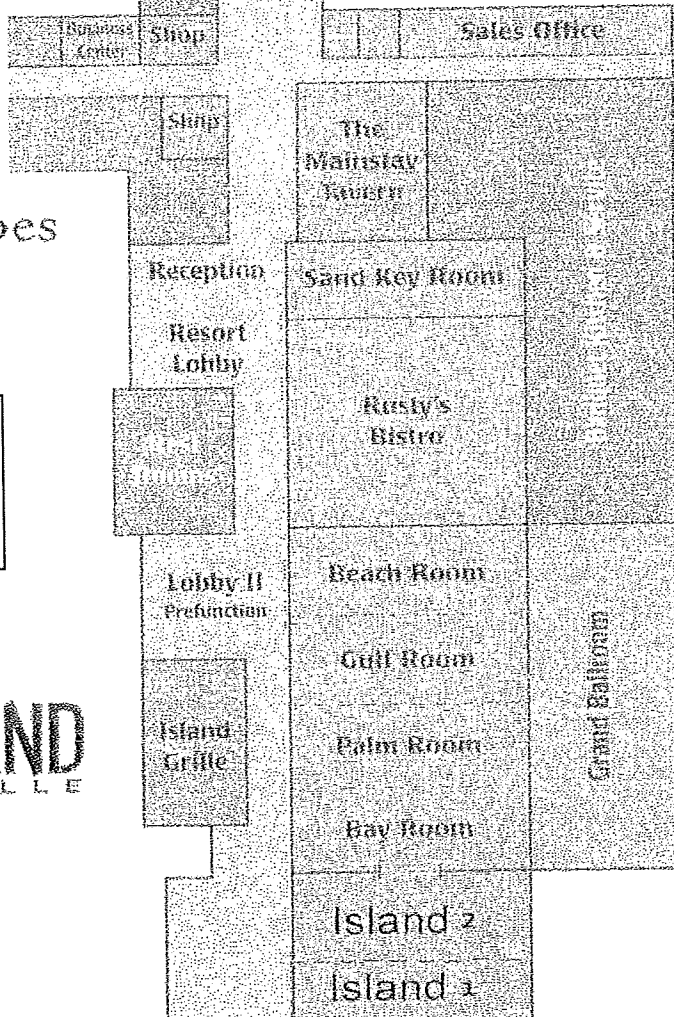 Business
Center
Shop
Sales Office
Shop
The
Mainstay
Tavern
Reception
Sand Key Room
Resort
Lobby
Rusty's
Bistro
Lobby II
Prefunction
Beach Room
Gulf Room
Grand Ballroom
Island
Grille
Palm Room
Bay Room
Island 2
Island 1